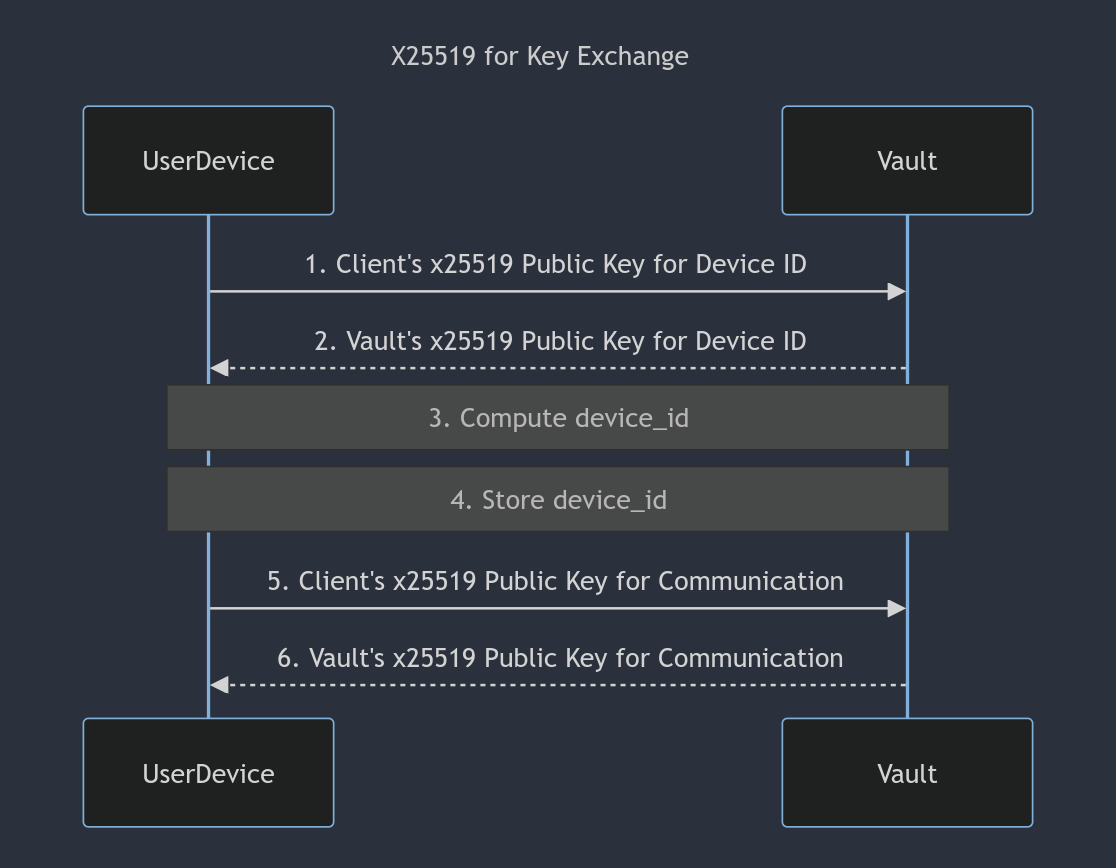 X25519 for Key Exchange
UserDevice
Vault
1. Client's x25519 Public Key for Device ID
2. Vault's x25519 Public Key for Device ID
3. Compute device_id
4. Store device_id
5. Client's x25519 Public Key for Communication
6. Vault's x25519 Public Key for Communication
UserDevice
Vault